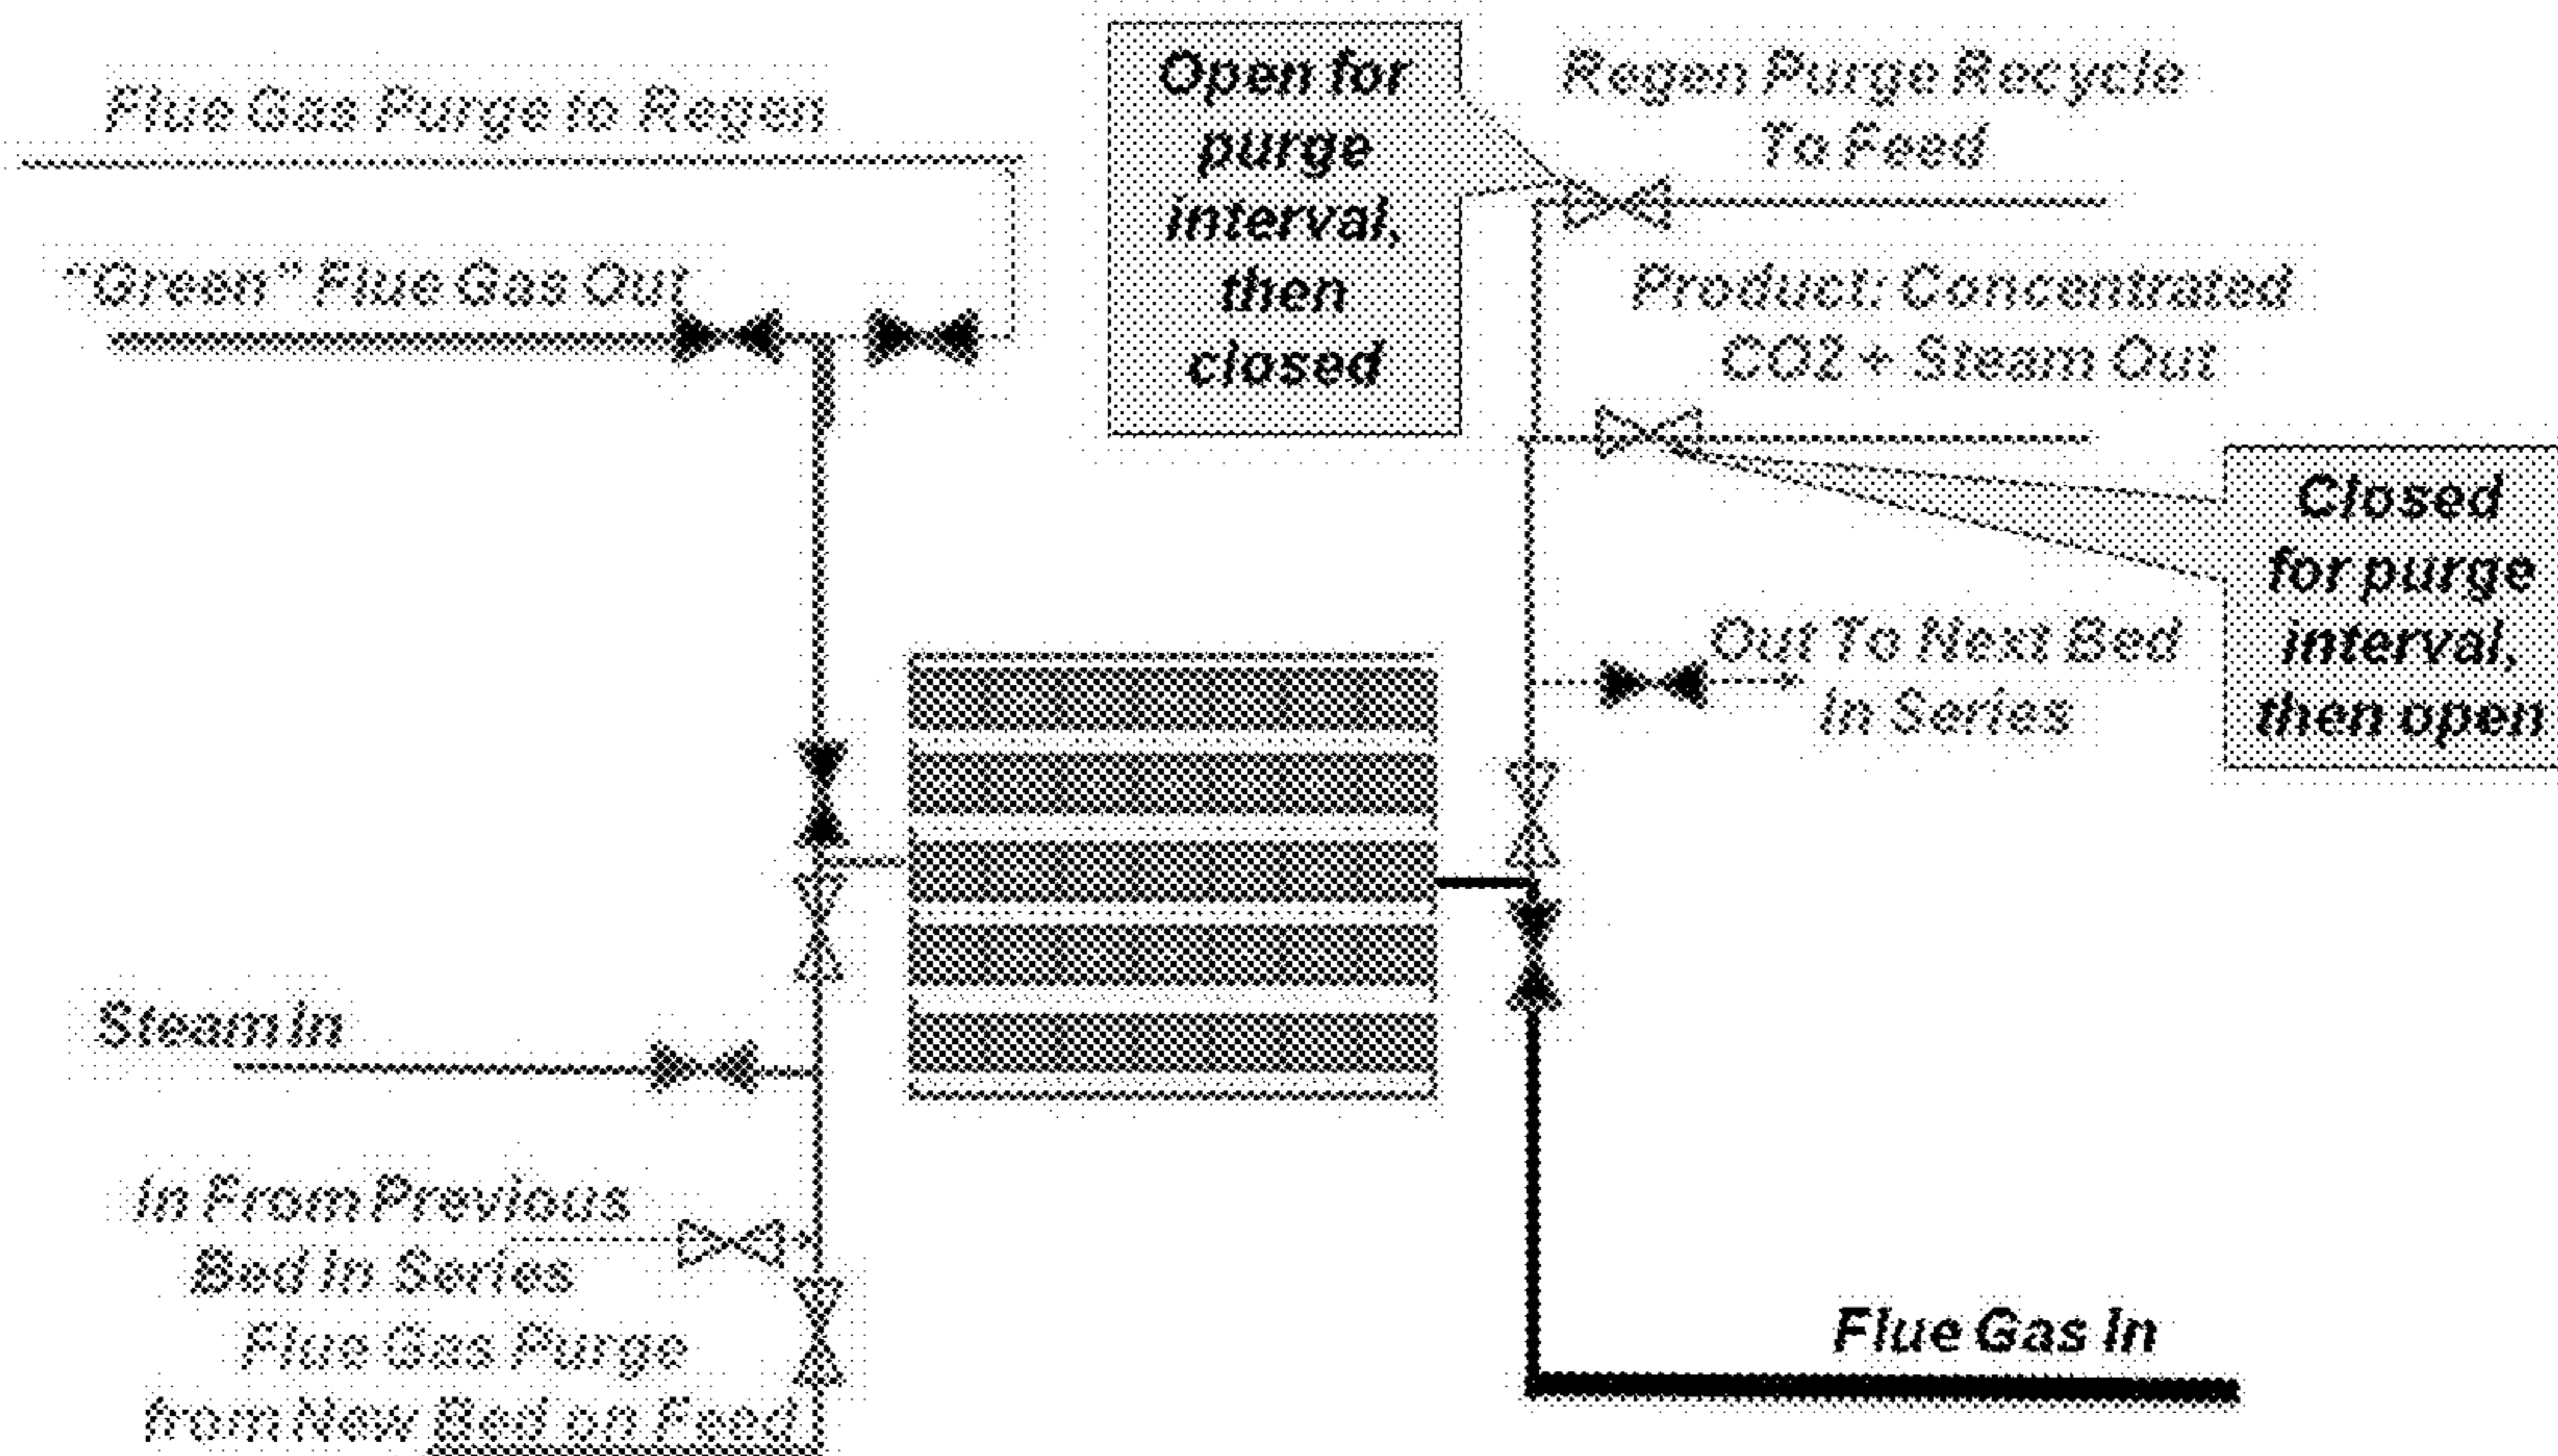 Flue Gas Purge to Regen
"Green" Flue Gas Out
Open for
purge
interval,
then
closed
Regen Purge Recycle
To Feed
Product: Concentrated
CO2 + Steam Out
Closed
for purge
interval,
then open
Out To Next Bed
In Series
Steam In
In From Previous
Bed In Series
Flue Gas Purge
from New Bed on Feed
Flue Gas In